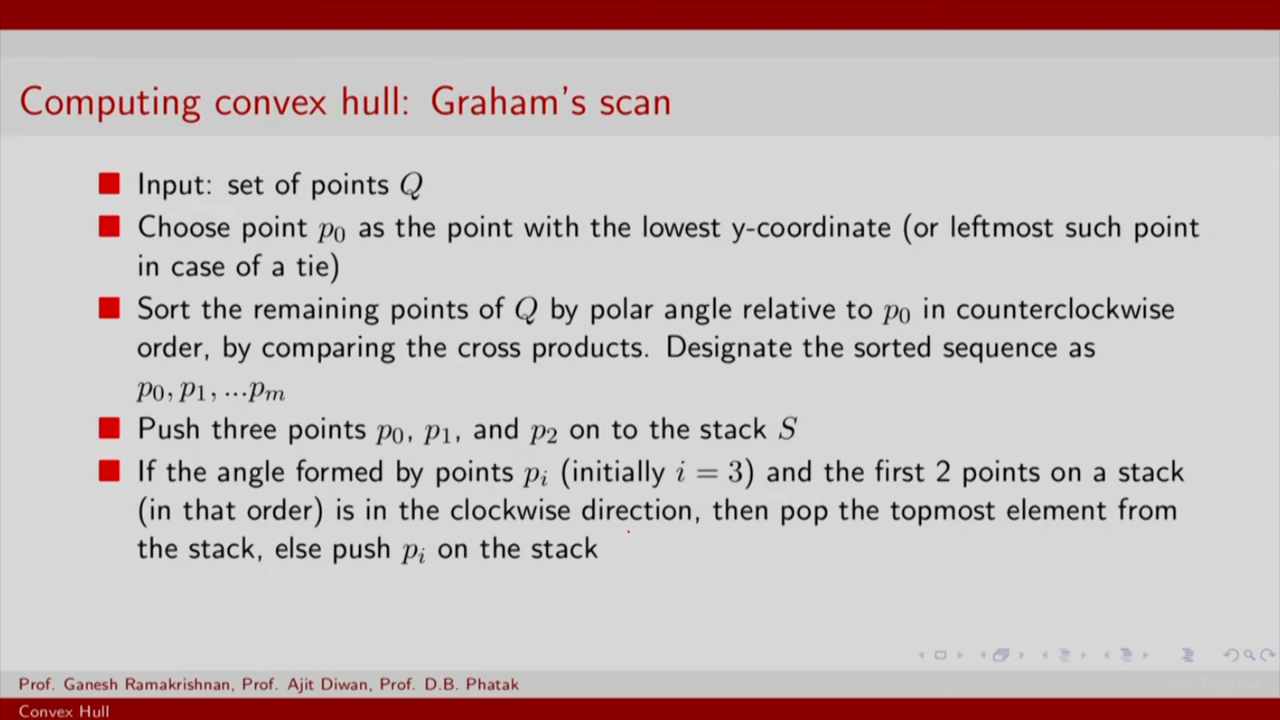 Computing convex hull: Graham's scan
Input: set of points Q
Choose point p0 as the point with the lowest y-coordinate (or leftmost such point
in case of a tie)
Sort the remaining points of Q by polar angle relative to p0 in counterclockwise
order, by comparing the cross products. Designate the sorted sequence as
p0, p1, ...pm
Push three points p0, p1, and p2 on to the stack S
If the angle formed by points pi (initially i = 3) and the first 2 points on a stack
(in that order) is in the clockwise direction, then pop the topmost element from
the stack, else push pi on the stack
Prof. Ganesh Ramakrishnan, Prof. Ajit Diwan, Prof. D.B. Phatak
Convex Hull